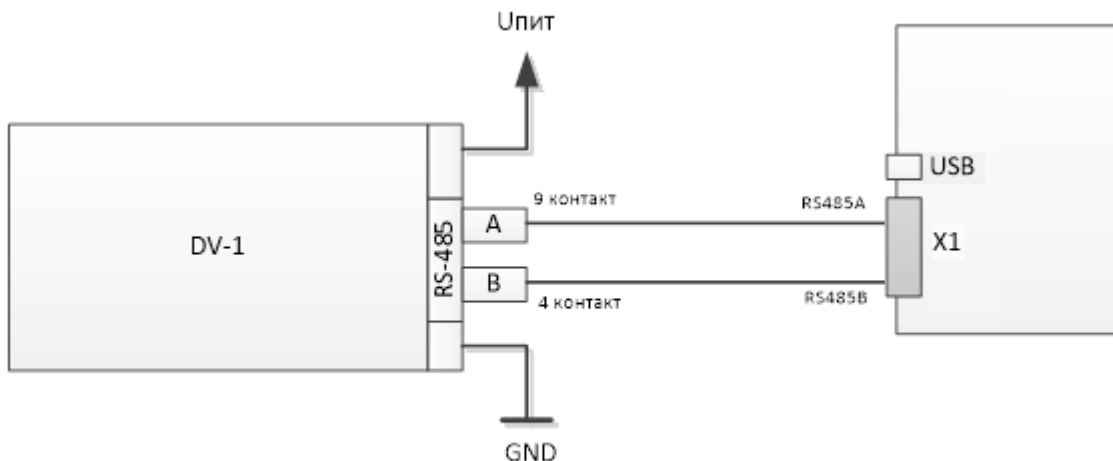 Uпит
USB
9 контакт
RS485A
A
DV-1
RS-485
X1
B
4 контакт
RS485B
GND